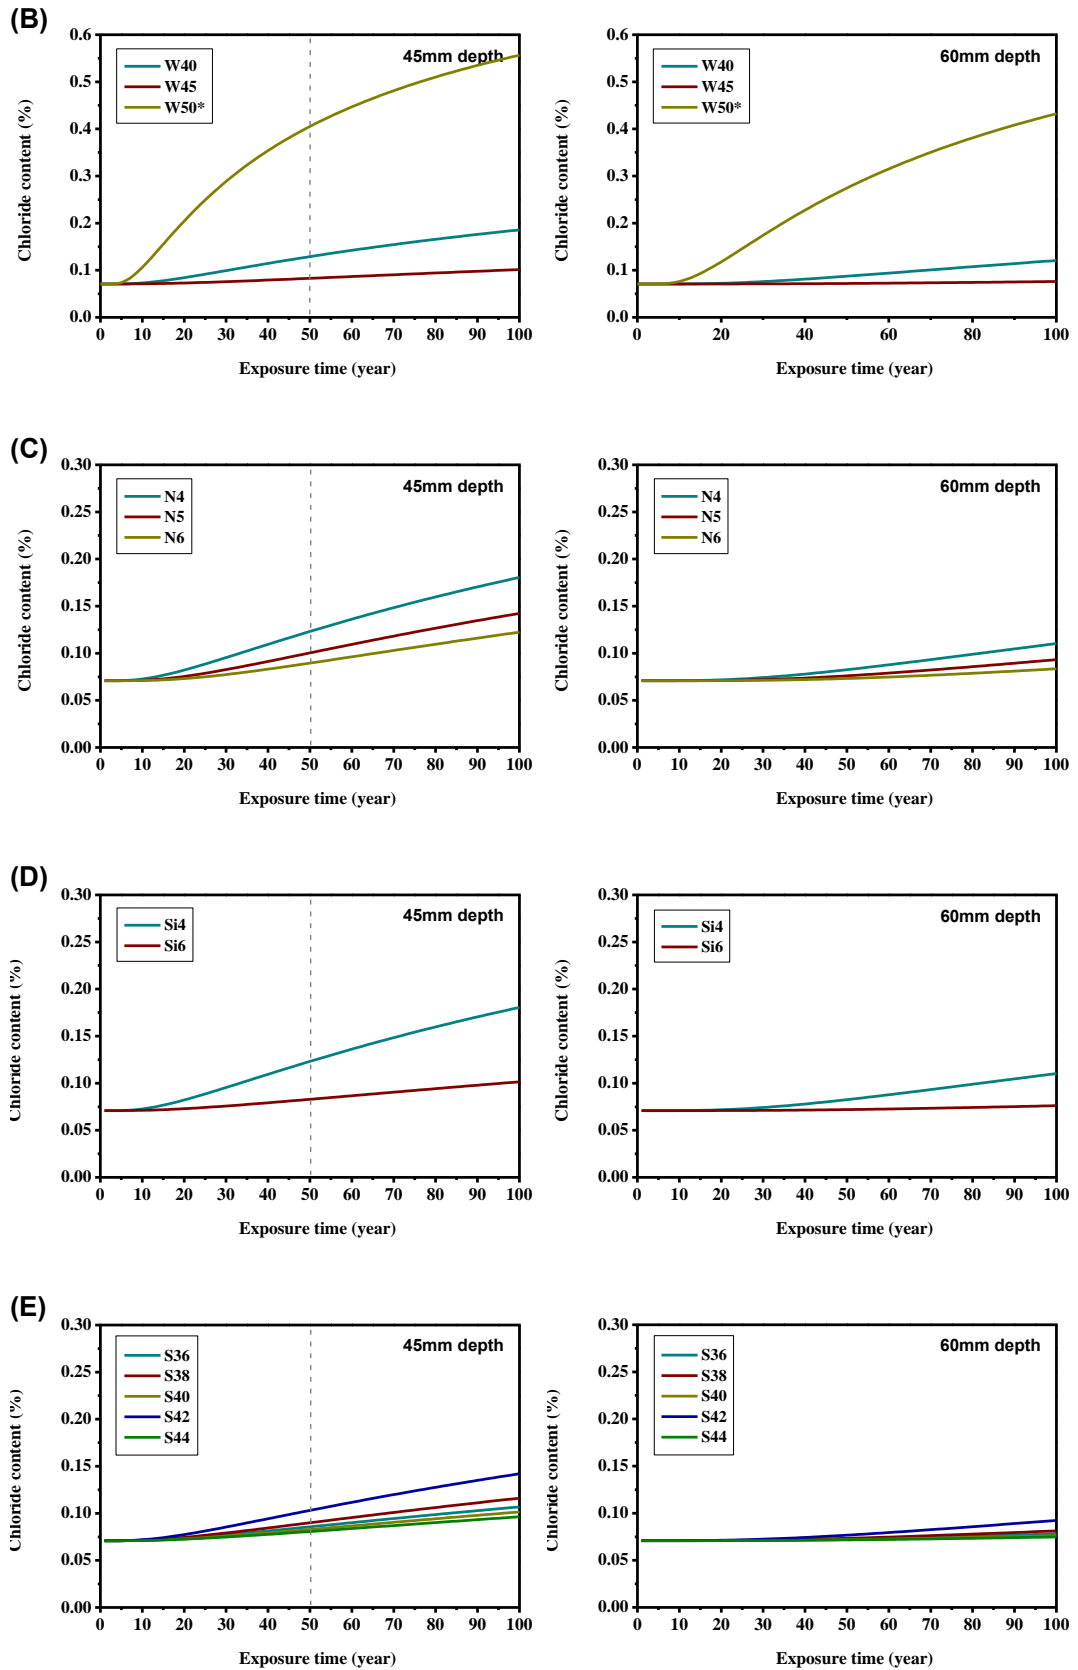 (B)
0.6
0.5
0.4
0.3
0.2
0.1
0.0
Chloride content (%)
W40
W45
W50*
45mm depth
0 10 20 30 40 50 60 70 80 90 100
Exposure time (year)
0.6
0.5
0.4
0.3
0.2
0.1
0.0
Chloride content (%)
W40
W45
W50*
60mm depth
0 10 20 30 40 50 60 70 80 90 100
Exposure time (year)
(C)
0.30
0.25
0.20
0.15
0.10
0.05
0.00
Chloride content (%)
N4
N5
N6
45mm depth
0 10 20 30 40 50 60 70 80 90 100
Exposure time (year)
0.30
0.25
0.20
0.15
0.10
0.05
0.00
Chloride content (%)
N4
N5
N6
60mm depth
0 10 20 30 40 50 60 70 80 90 100
Exposure time (year)
(D)
0.30
0.25
0.20
0.15
0.10
0.05
0.00
Chloride content (%)
Si4
Si6
45mm depth
0 10 20 30 40 50 60 70 80 90 100
Exposure time (year)
0.30
0.25
0.20
0.15
0.10
0.05
0.00
Chloride content (%)
Si4
Si6
60mm depth
0 10 20 30 40 50 60 70 80 90 100
Exposure time (year)
(E)
0.30
0.25
0.20
0.15
0.10
0.05
0.00
Chloride content (%)
S36
S38
S40
S42
S44
45mm depth
0 10 20 30 40 50 60 70 80 90 100
Exposure time (year)
0.30
0.25
0.20
0.15
0.10
0.05
0.00
Chloride content (%)
S36
S38
S40
S42
S44
60mm depth
0 10 20 30 40 50 60 70 80 90 100
Exposure time (year)